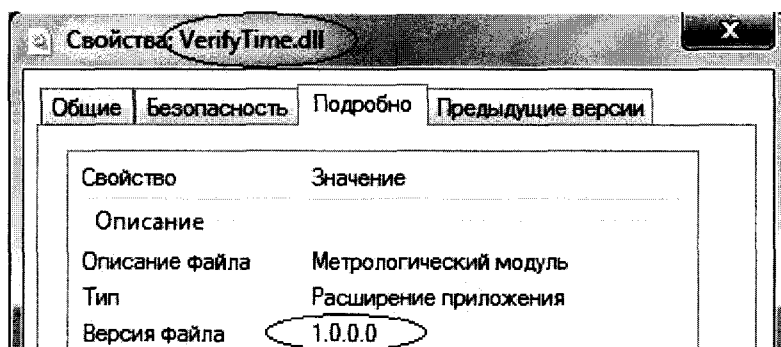 Свойства: VerifyTime.dll
X
Общие Безопасность Подробно Предыдущие версии
Свойство Значение
Описание
Описание файла Метрологический модуль
Тип Расширение приложения
Версия файла 1.0.0.0